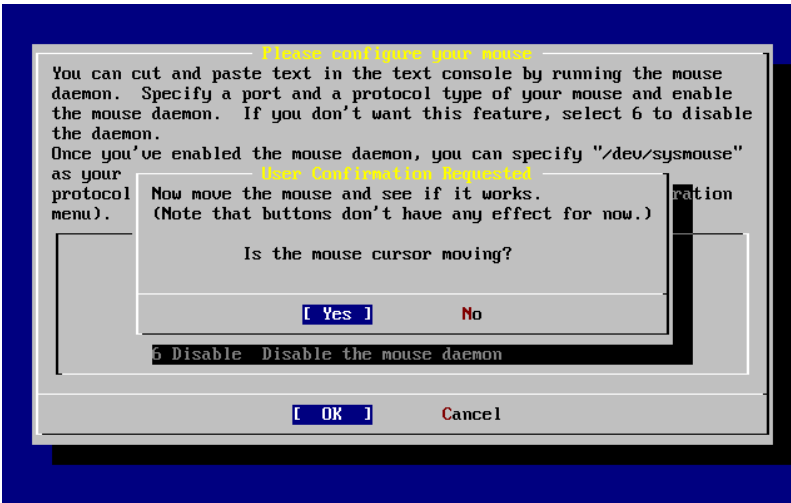 Please configure your mouse
You can cut and paste text in the text console by running the mouse
daemon.  Specify a port and a protocol type of your mouse and enable
the mouse daemon.  If you don't want this feature, select 6 to disable
the daemon.
Once you've enabled the mouse daemon, you can specify "/dev/sysmouse"
as your
User Confirmation Requested
protocol
Now move the mouse and see if it works.
ration
menu).
(Note that buttons don't have any effect for now.)
Is the mouse cursor moving?
[ Yes ]    No
6 Disable  Disable the mouse daemon
[  OK  ]    Cancel